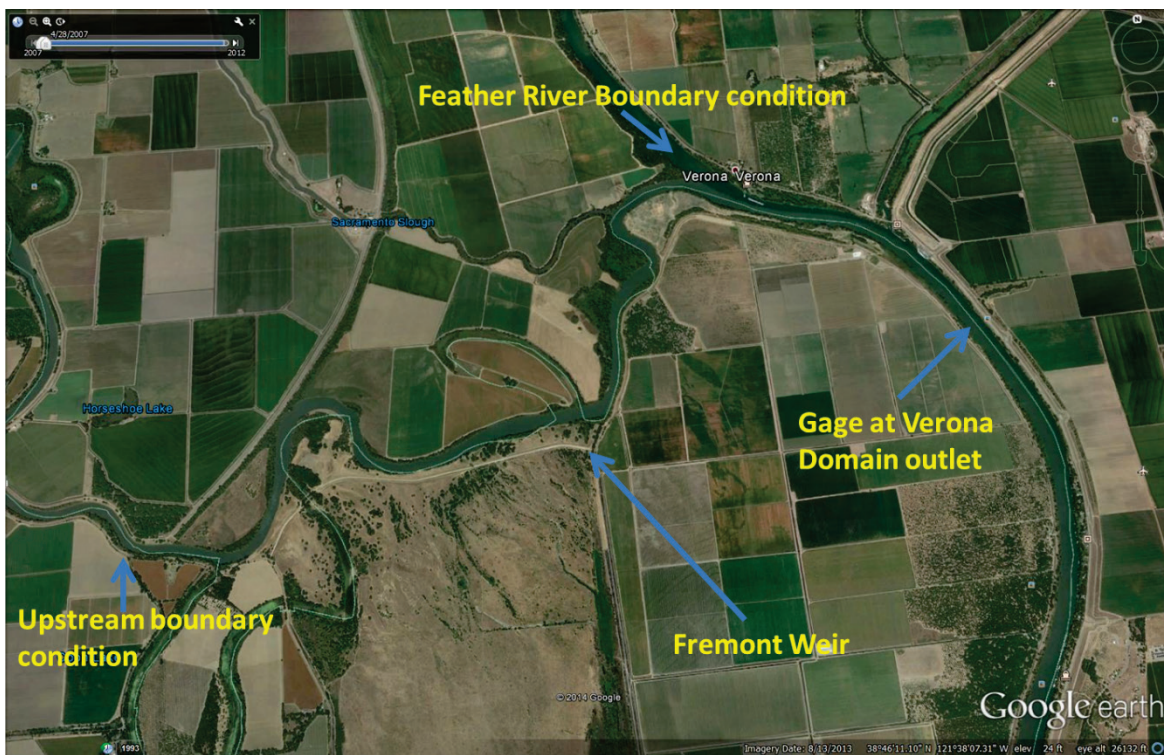 4/28/2007
2007
2012
Feather River Boundary condition
Verona Verona
Sacramento Slough
Horseshoe Lake
Gage at Verona
Domain outlet
Upstream boundary
condition
Fremont Weir
© 2014 Google
Google earth
1993
Imagery Date: 8/13/2013 38°46'11.10" N 121°38'07.31" W elev 24 ft eye alt 26132 ft